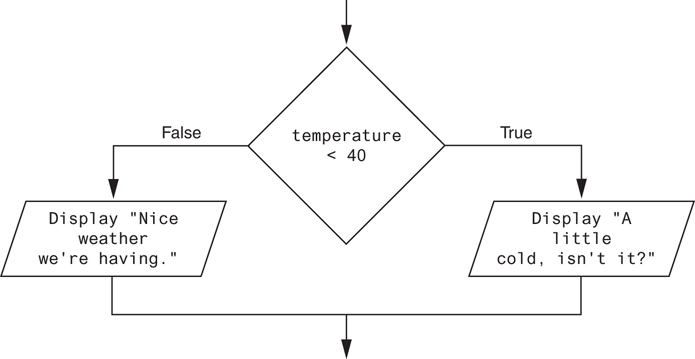 False
True
temperature
< 40
Display "Nice
weather
we're having."
Display "A
little
cold, isn't it?"